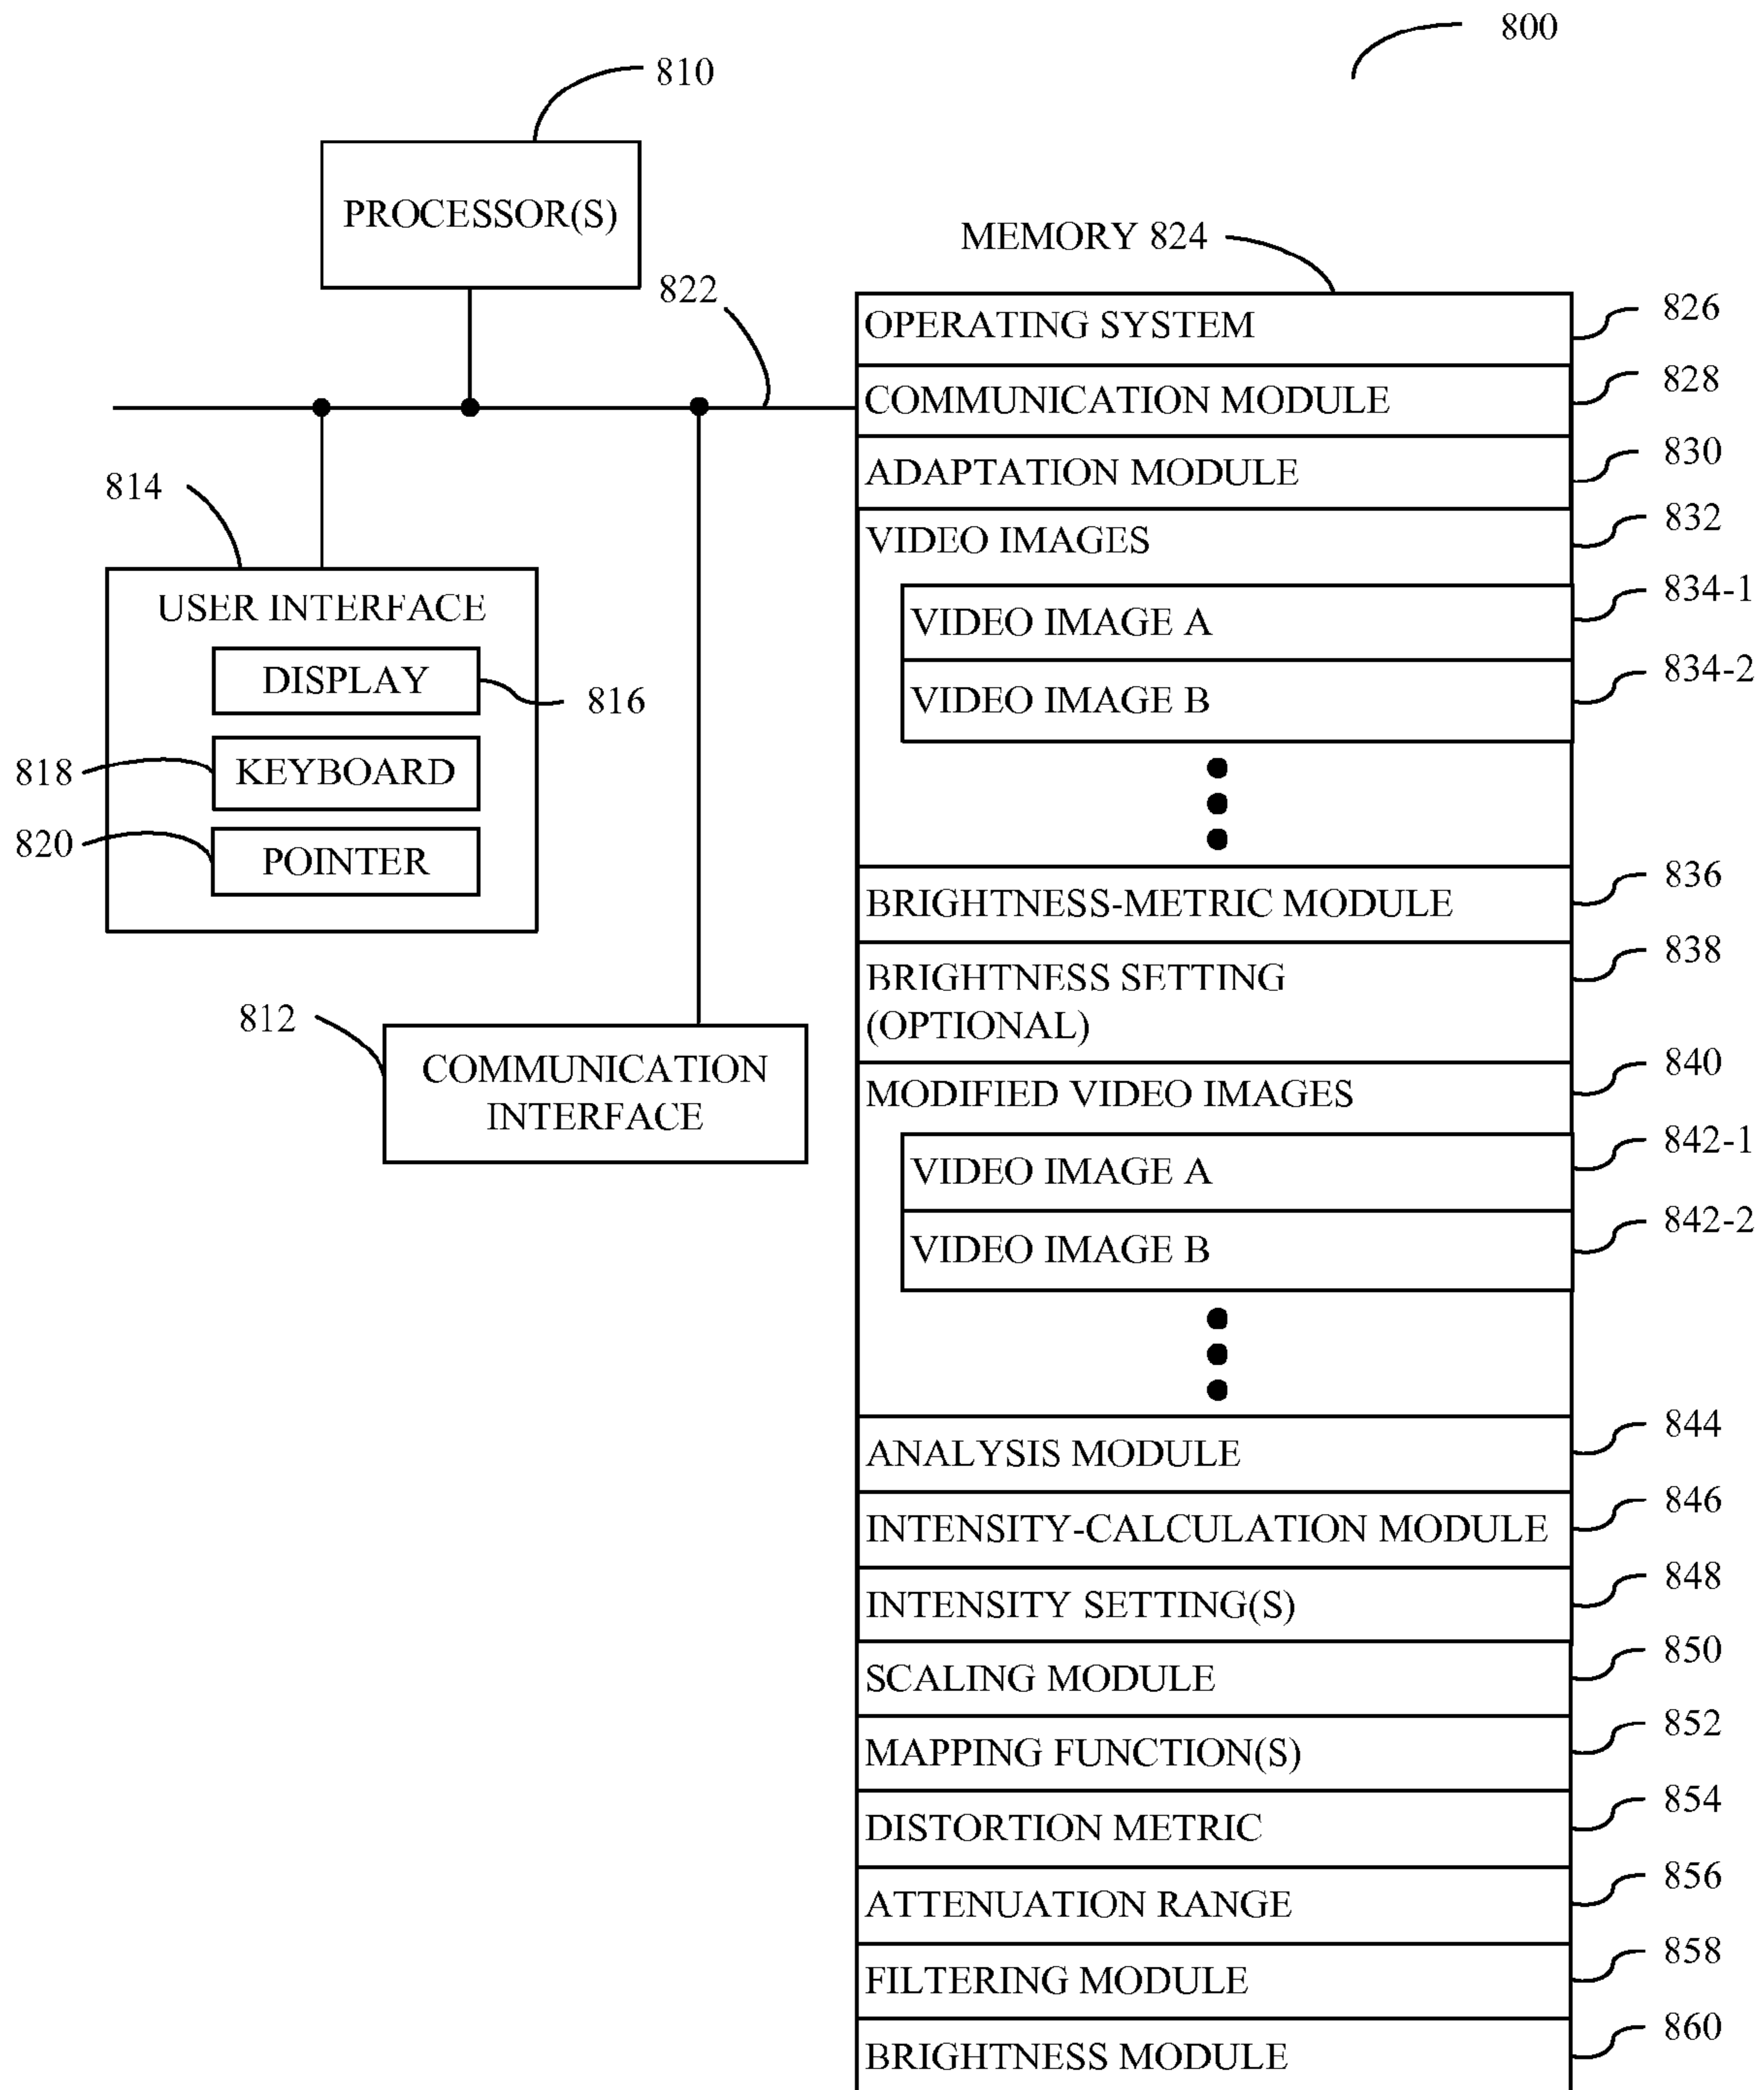 800
810
PROCESSOR(S)
MEMORY 824
822
OPERATING SYSTEM
826
COMMUNICATION MODULE
828
ADAPTATION MODULE
830
VIDEO IMAGES
832
VIDEO IMAGE A
834-1
VIDEO IMAGE B
834-2
814
USER INTERFACE
DISPLAY
816
818
KEYBOARD
820
POINTER
BRIGHTNESS-METRIC MODULE
836
BRIGHTNESS SETTING
(OPTIONAL)
838
812
COMMUNICATION
INTERFACE
MODIFIED VIDEO IMAGES
840
VIDEO IMAGE A
842-1
VIDEO IMAGE B
842-2
ANALYSIS MODULE
844
INTENSITY-CALCULATION MODULE
846
INTENSITY SETTING(S)
848
SCALING MODULE
850
MAPPING FUNCTION(S)
852
DISTORTION METRIC
854
ATTENUATION RANGE
856
FILTERING MODULE
858
BRIGHTNESS MODULE
860